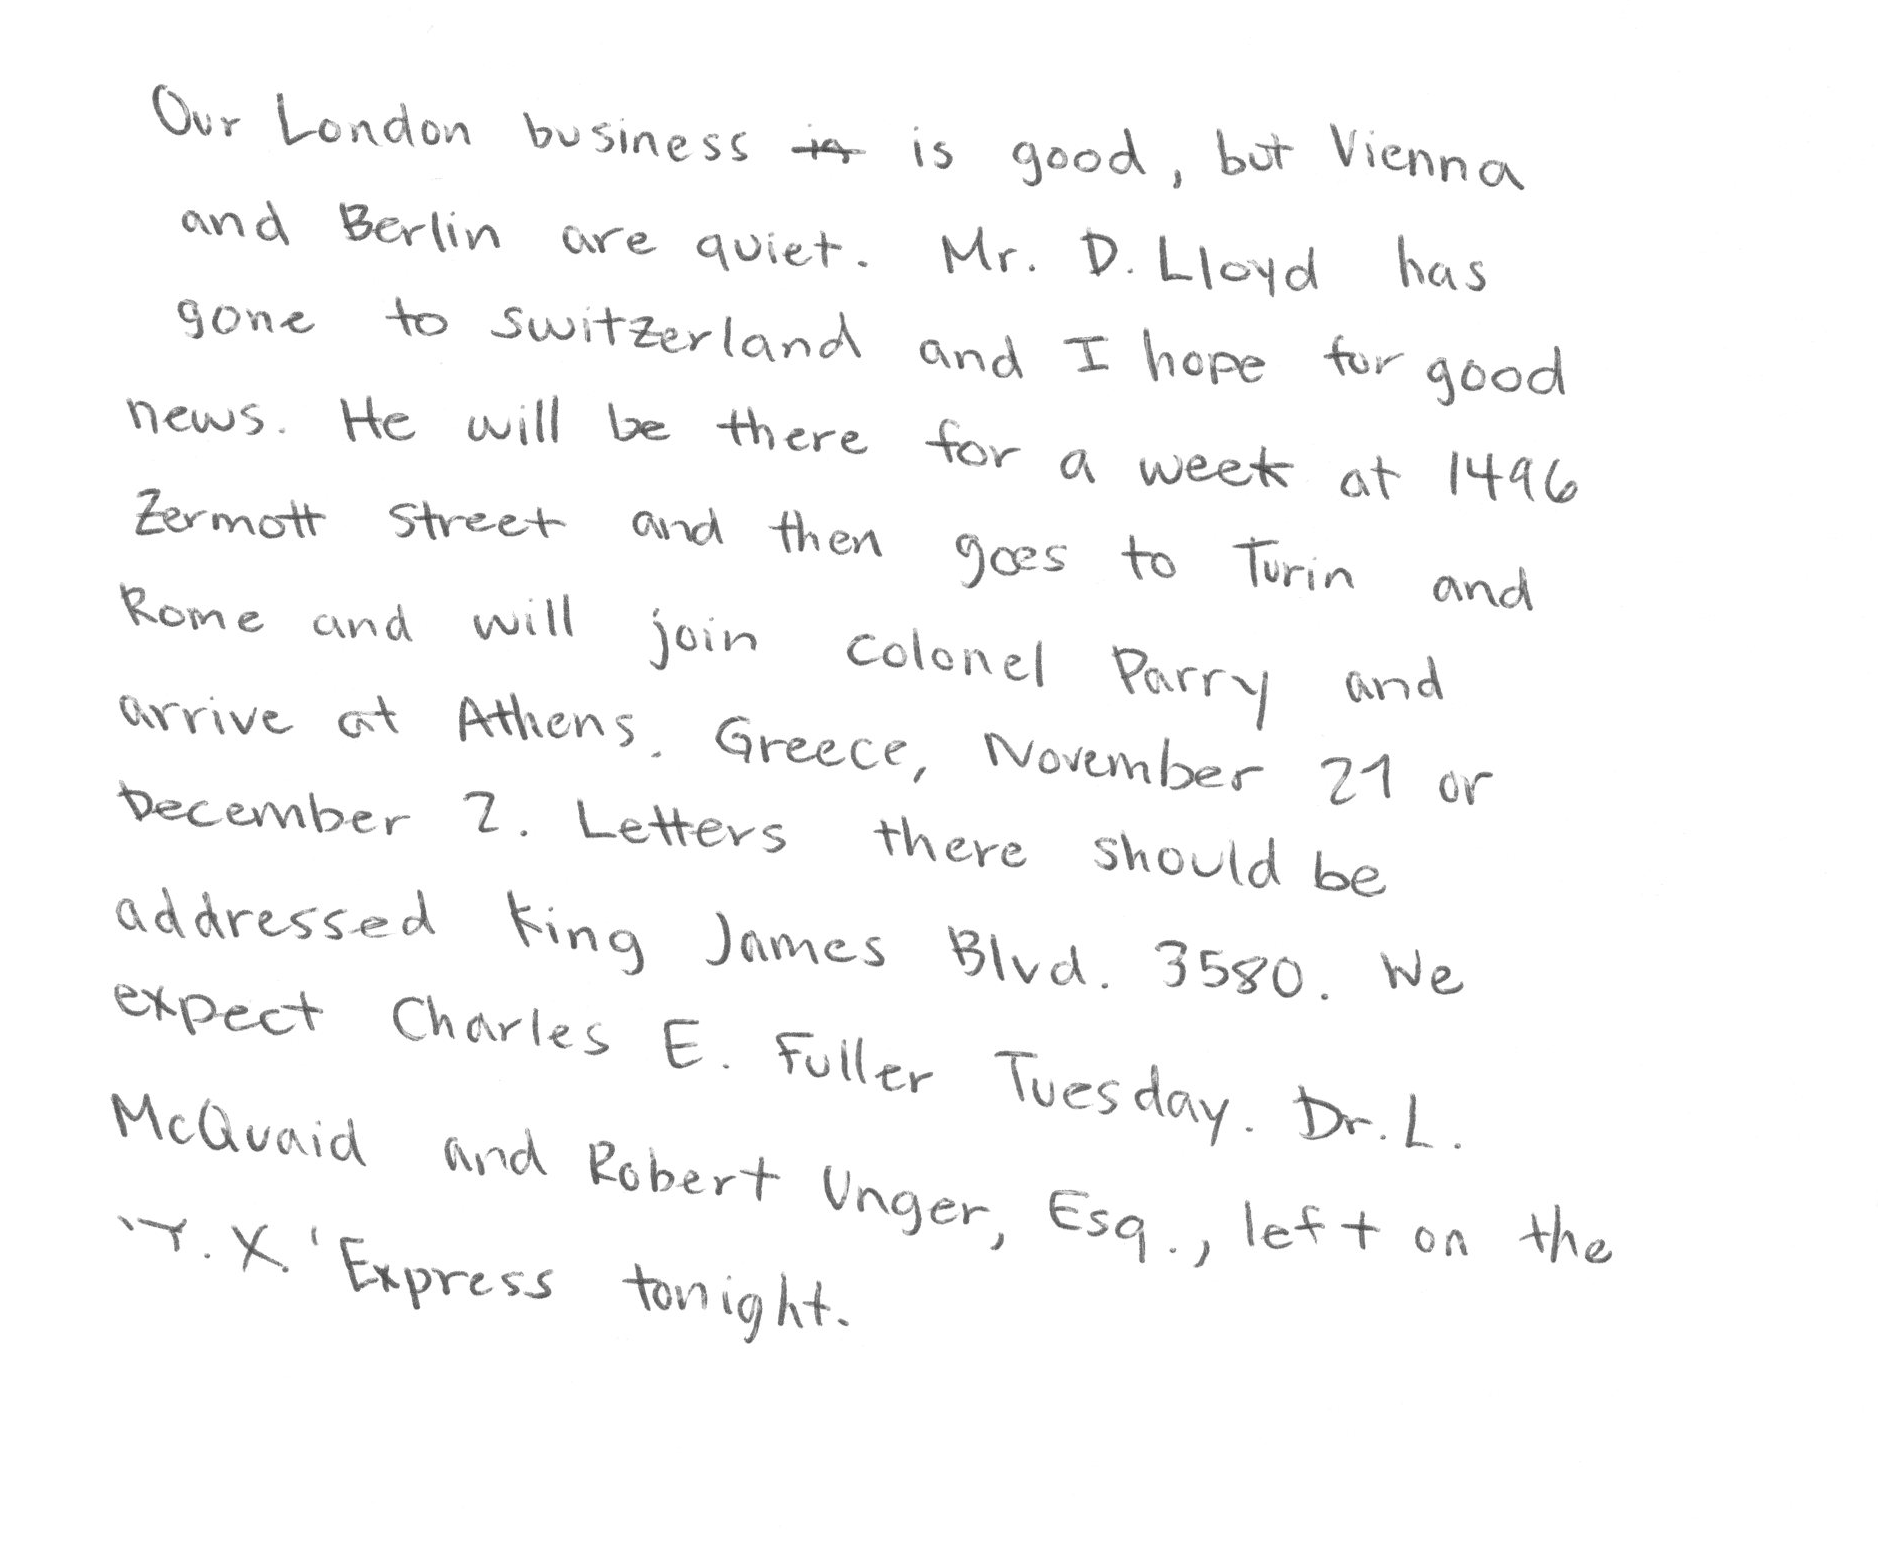 Our London business is good, but Vienna
and Berlin are quiet. Mr. D. Lloyd has
gone to switzerland and I hope for good
news. He will be there for a week at 1496
Zermott street and then goes to Turin and
Rome and will join colonel Parry and
arrive at Athens. Greece, November 21 or
December 2. Letters there should be
addressed king James Blvd. 3580. We
expect Charles E. Fuller Tuesday. Dr. L.
McQuaid and Robert Unger, Esq., left on the
'Y. X.' Express tonight.